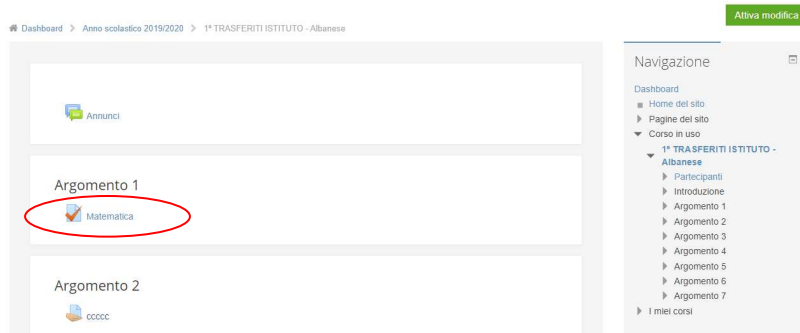 Attiva modifica
Dashboard > Anno scolastico 2019/2020 > 1ª TRASFERITI ISTITUTO - Albanese
Annunci
Argomento 1
Matematica
Argomento 2
ccccc
Navigazione
Dashboard
Home del sito
Pagine del sito
Corso in uso
1ª TRASFERITI ISTITUTO -
Albanese
Partecipanti
Introduzione
Argomento 1
Argomento 2
Argomento 3
Argomento 4
Argomento 5
Argomento 6
Argomento 7
I miei corsi